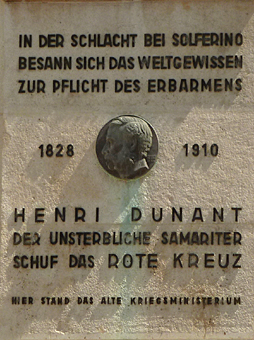 IN DER SCHLACHT BEI SOLFERINO
BESANN SICH DAS WELTGEWISSEN
ZUR PFLICHT DES ERBARMENS
1828 1910
HENRI DUNANT
DER UNSTERBLICHE SAMARITER
SCHUF DAS ROTE KREUZ
HIER STAND DAS ALTE KRIEGSMINISTERIUM